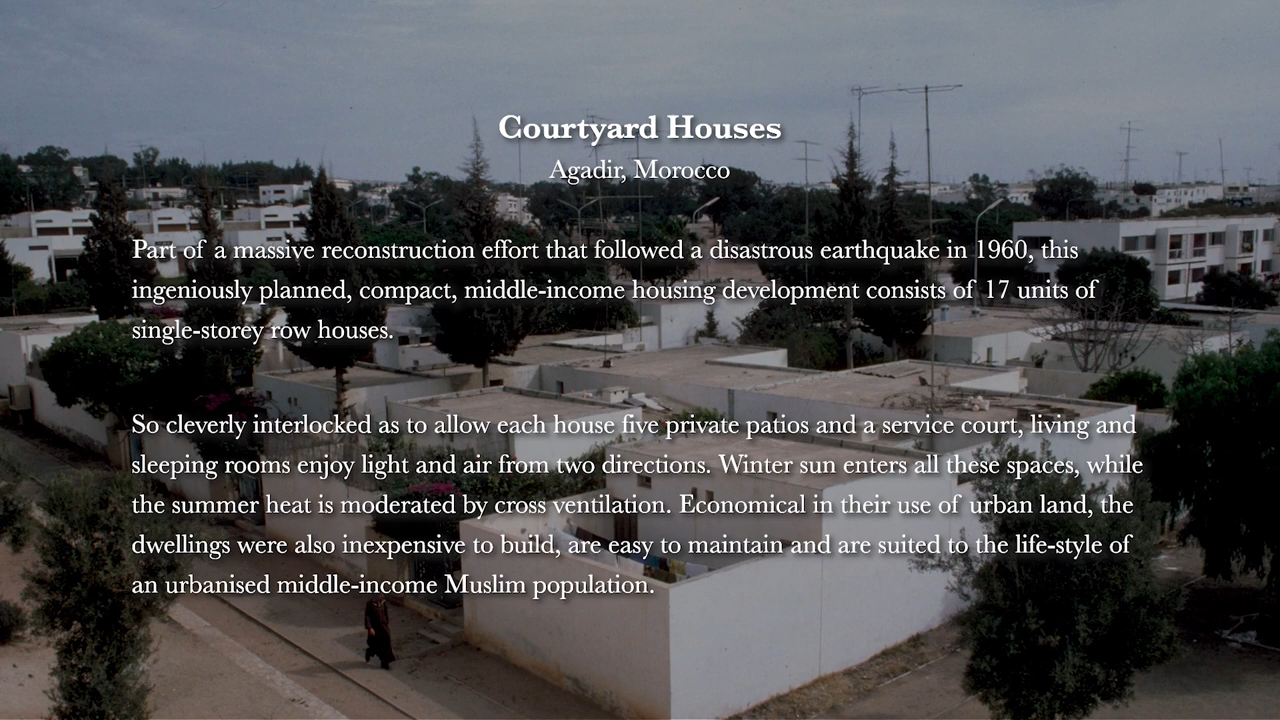 Courtyard Houses
Agadir, Morocco
Part of a massive reconstruction effort that followed a disastrous earthquake in 1960, this
ingeniously planned, compact, middle-income housing development consists of 17 units of
single-storey row houses.
So cleverly interlocked as to allow each house five private patios and a service court, living and
sleeping rooms enjoy light and air from two directions. Winter sun enters all these spaces, while
the summer heat is moderated by cross ventilation. Economical in their use of urban land, the
dwellings were also inexpensive to build, are easy to maintain and are suited to the life-style of
an urbanised middle-income Muslim population.